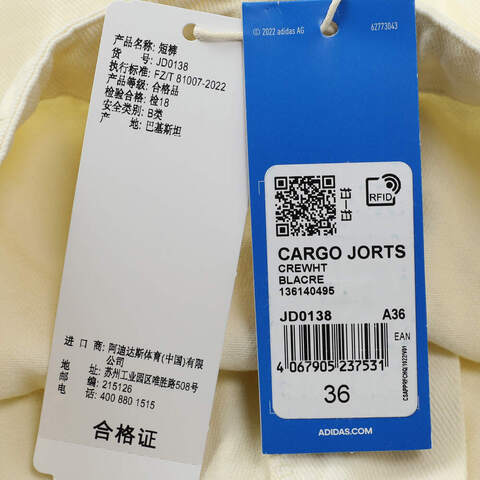 产品名称: 短裤
货 号: JD0138
执行标准: FZ/T 81007-2022
产品等级: 合格品
检验合格: 检18
安全类别: B类
产 地: 巴基斯坦
进 口 商: 阿迪达斯体育(中国)有限
公司
地 址: 苏州工业园区唯胜路508号
邮 编: 215126
电 话: 400 880 1515
合格证
© 2022 adidas AG
62773043
RFID
CARGO JORTS
CREWHT
BLACRE
136140495
JD0138 A36
EAN
4 067905 237531
36
ADIDAS.COM